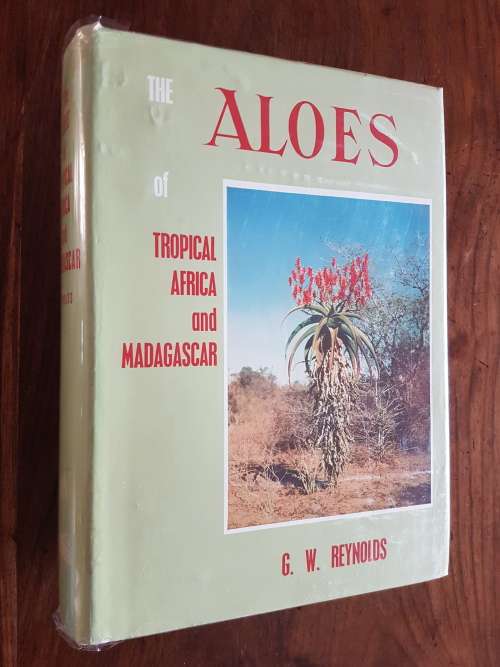 THE
ALOES
of
TROPICAL
AFRICA
and
MADAGASCAR
G. W. REYNOLDS